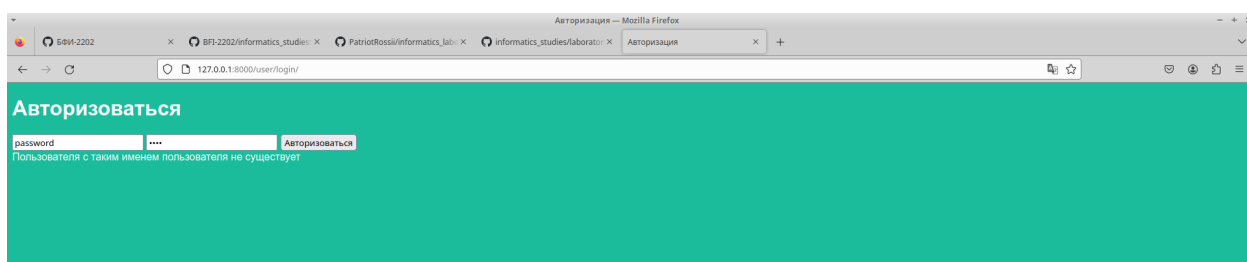 Авторизация — Mozilla Firefox
БФИ-2202
BFI-2202/informatics_studies
PatriotRossii/informatics_labo
informatics_studies/laborator
Авторизация
127.0.0.1:8000/user/login/
Авторизоваться
password
•••• Авторизоваться
Пользователя с таким именем пользователя не существует